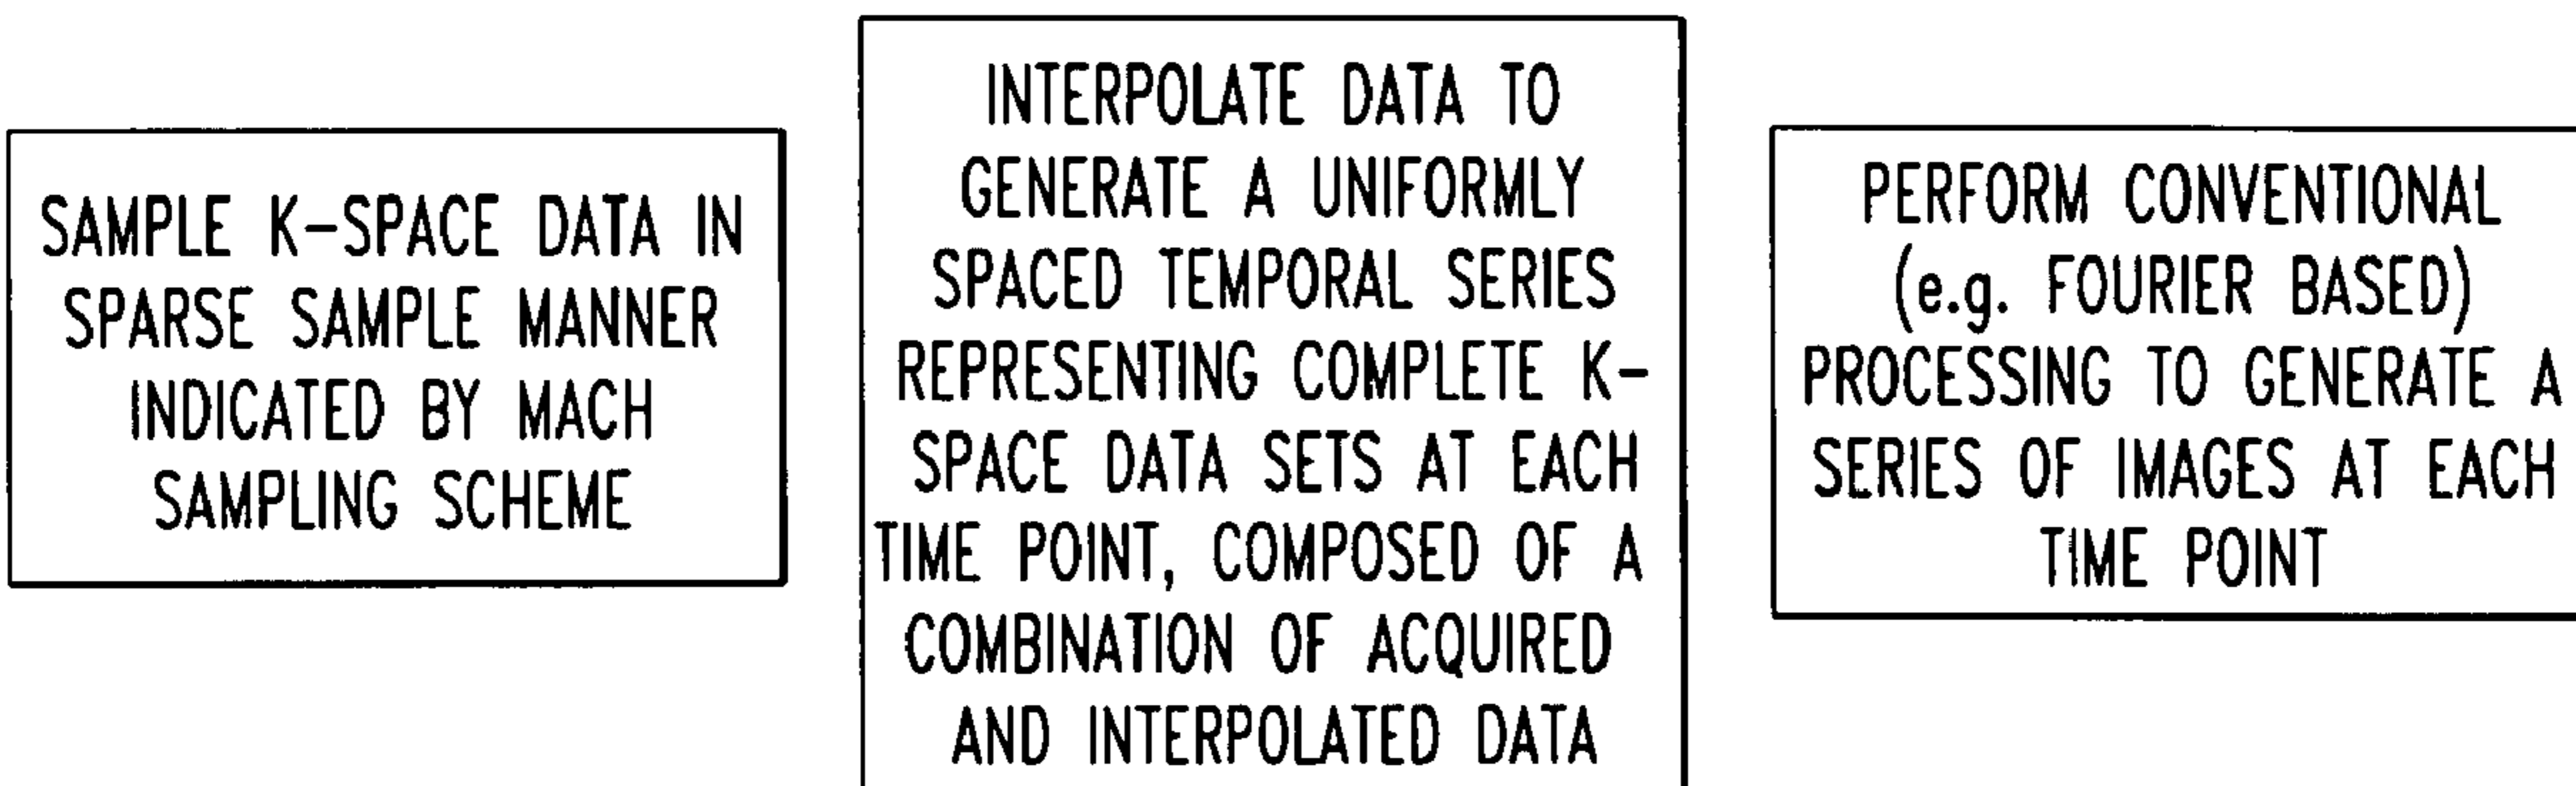 SAMPLE K-SPACE DATA IN
SPARSE SAMPLE MANNER
INDICATED BY MACH
SAMPLING SCHEME
INTERPOLATE DATA TO
GENERATE A UNIFORMLY
SPACED TEMPORAL SERIES
REPRESENTING COMPLETE K-
SPACE DATA SETS AT EACH
TIME POINT, COMPOSED OF A
COMBINATION OF ACQUIRED
AND INTERPOLATED DATA
PERFORM CONVENTIONAL
(e.g. FOURIER BASED)
PROCESSING TO GENERATE A
SERIES OF IMAGES AT EACH
TIME POINT